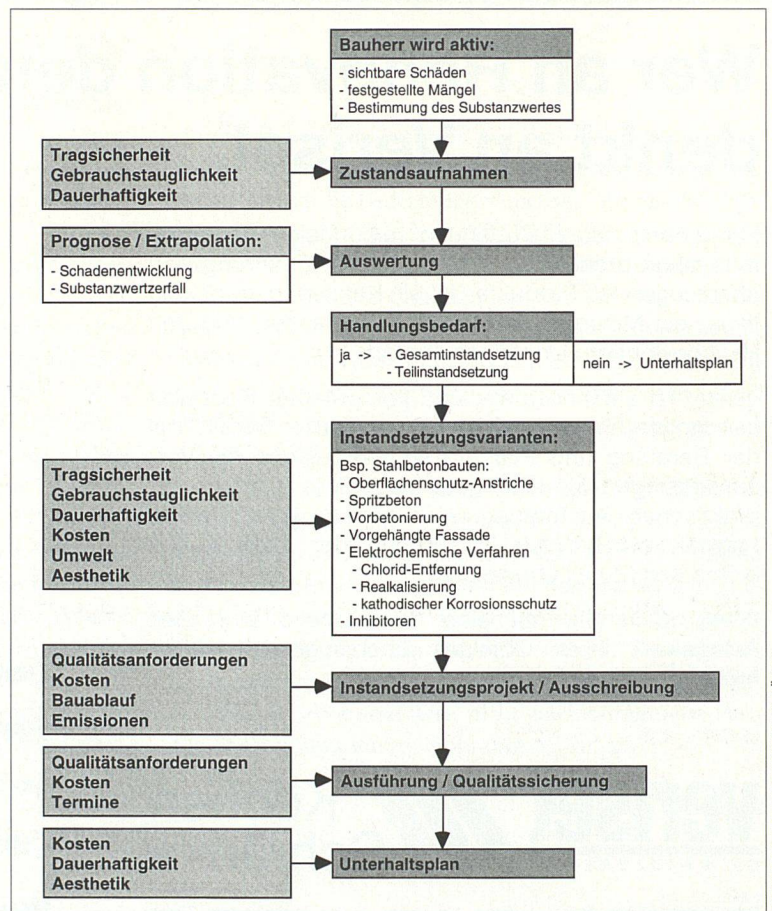 Bauherr wird aktiv:
- sichtbare Schäden
- festgestellte Mängel
- Bestimmung des Substanzwertes
Tragsicherheit
Gebrauchstauglichkeit
Dauerhaftigkeit
Zustandsaufnahmen
Prognose / Extrapolation:
- Schadenentwicklung
- Substanzwertzerfall
Auswertung
Handlungsbedarf:
ja -> - Gesamtinstandsetzung
- Teilinstandsetzung
nein -> Unterhaltsplan
Instandsetzungsvarianten:
Bsp. Stahlbetonbauten:
- Oberflächenschutz-Anstriche
- Spritzbeton
- Vorbetonierung
- Vorgehängte Fassade
- Elektrochemische Verfahren
- Chlorid-Entfernung
- Realkalisierung
- kathodischer Korrosionsschutz
- Inhibitoren
Tragsicherheit
Gebrauchstauglichkeit
Dauerhaftigkeit
Kosten
Umwelt
Aesthetik
Qualitätsanforderungen
Kosten
Bauablauf
Emissionen
Instandsetzungsprojekt / Ausschreibung
Qualitätsanforderungen
Kosten
Termine
Ausführung / Qualitätssicherung
Kosten
Dauerhaftigkeit
Aesthetik
Unterhaltsplan